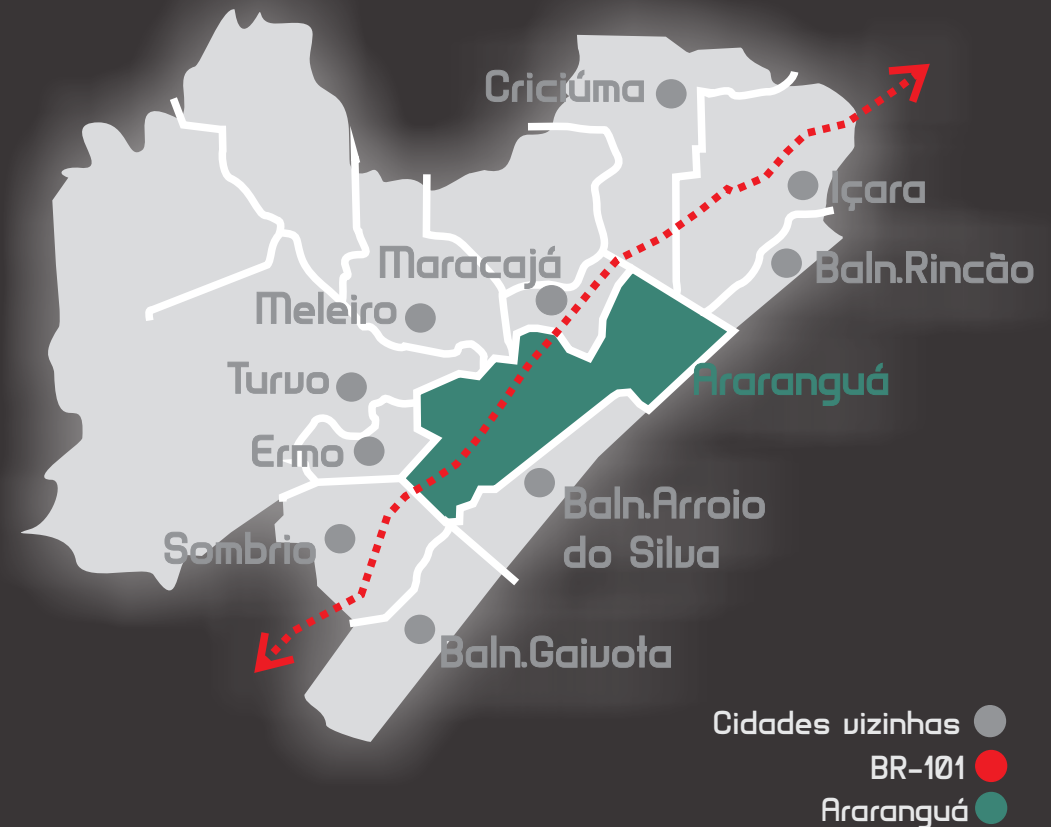 Criciúma
Içara
Maracajá
Baln.Rincão
Meleiro
Turvo
Araranguá
Ermo
Baln.Arroio
do Silva
Sombrio
Baln.Gaivota
Cidades vizinhas
BR-101
Araranguá